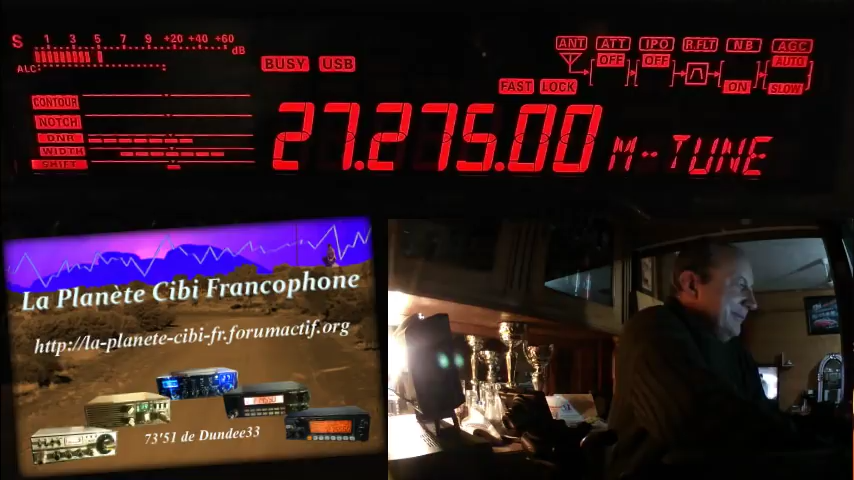 S 1 3 5 7 9 +20 +40 +60 dB
ALC
BUSY USB
ANT ATT IPO R.FLT NB AGC
OFF OFF AUTO
ON SLOW
FAST LOCK
CONTOUR
NOTCH
DNR
WIDTH
SHIFT
27.275.00 M--TUNE
La Planète Cibi Francophone
http://la-planete-cibi-fr.forumactif.org
73'51 de Dundee33